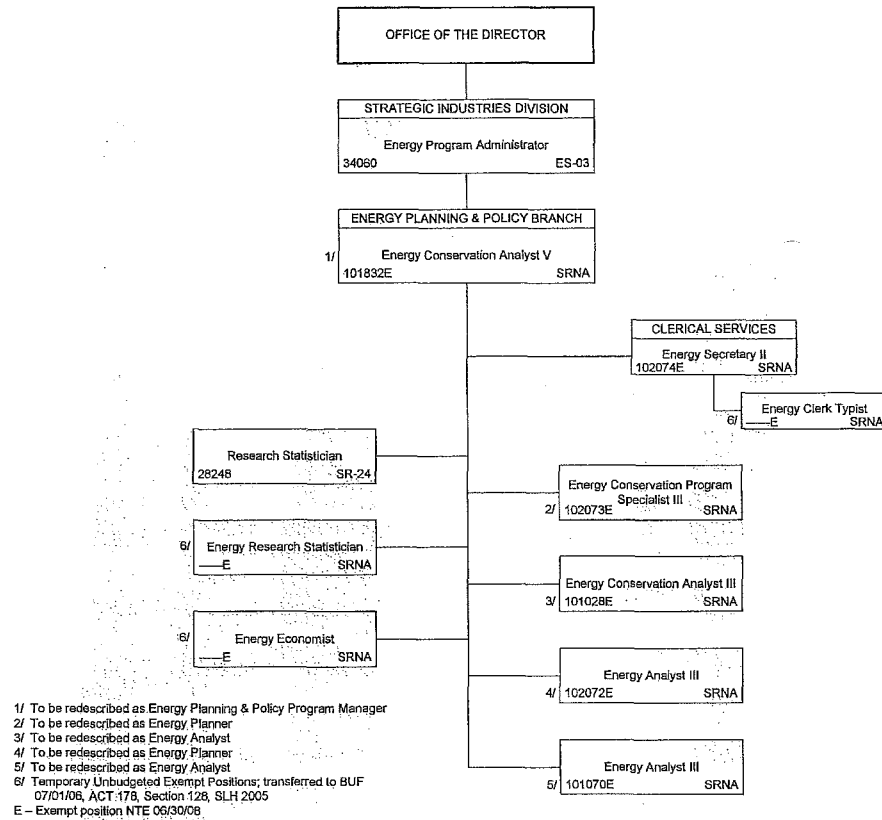 OFFICE OF THE DIRECTOR
STRATEGIC INDUSTRIES DIVISION
Energy Program Administrator
34060 ES-03
ENERGY PLANNING & POLICY BRANCH
1/ Energy Conservation Analyst V
101832E SRNA
CLERICAL SERVICES
Energy Secretary II
102074E SRNA
Energy Clerk Typist
6/ ——E SRNA
Research Statistician
28248 SR-24
Energy Conservation Program
Specialist III
2/ 102073E SRNA
6/ Energy Research Statistician
——E SRNA
Energy Conservation Analyst III
3/ 101028E SRNA
6/ Energy Economist
——E SRNA
Energy Analyst III
4/ 102072E SRNA
Energy Analyst III
5/ 101070E SRNA
1/ To be redescribed as Energy Planning & Policy Program Manager
2/ To be redescribed as Energy Planner
3/ To be redescribed as Energy Analyst
4/ To be redescribed as Energy Planner
5/ To be redescribed as Energy Analyst
6/ Temporary Unbudgeted Exempt Positions; transferred to BUF
07/01/06, ACT 178, Section 128, SLH 2005
E – Exempt position NTE 06/30/08